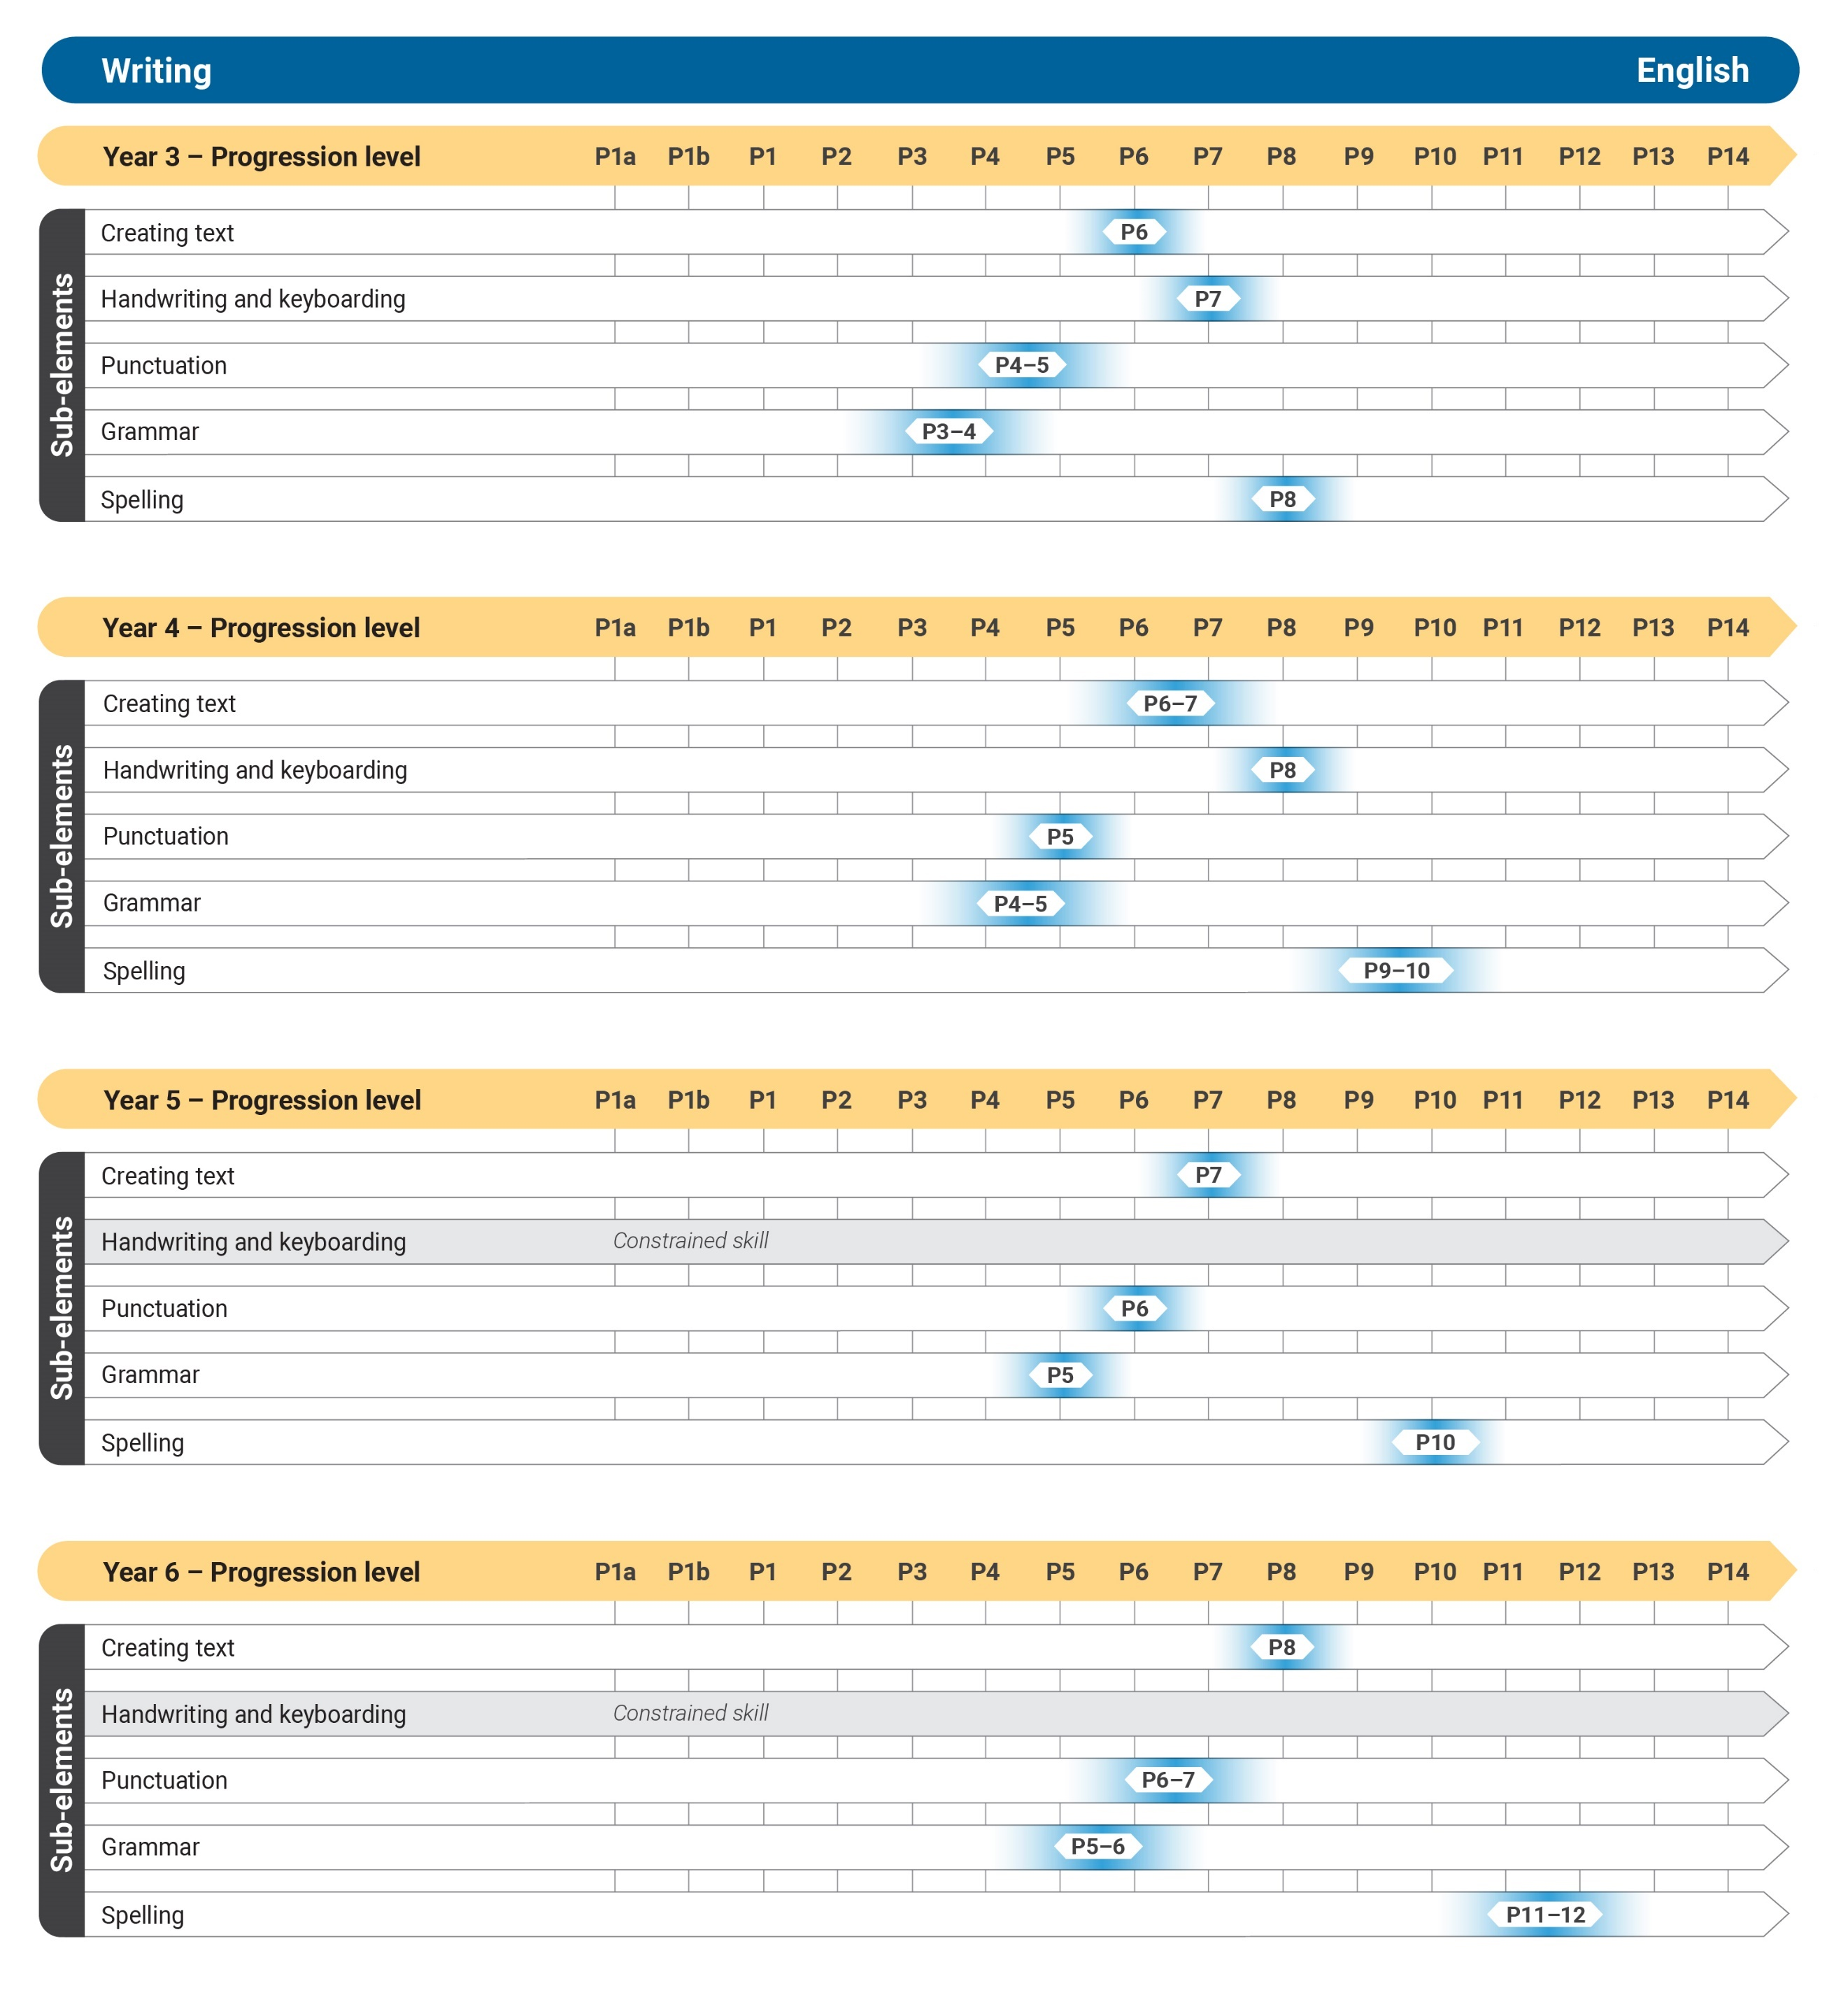 Writing English
Year 3 – Progression level P1a P1b P1 P2 P3 P4 P5 P6 P7 P8 P9 P10 P11 P12 P13 P14
Sub-elements
Creating text P6
Handwriting and keyboarding P7
Punctuation P4–5
Grammar P3–4
Spelling P8
Year 4 – Progression level P1a P1b P1 P2 P3 P4 P5 P6 P7 P8 P9 P10 P11 P12 P13 P14
Sub-elements
Creating text P6–7
Handwriting and keyboarding P8
Punctuation P5
Grammar P4–5
Spelling P9–10
Year 5 – Progression level P1a P1b P1 P2 P3 P4 P5 P6 P7 P8 P9 P10 P11 P12 P13 P14
Sub-elements
Creating text P7
Handwriting and keyboarding Constrained skill
Punctuation P6
Grammar P5
Spelling P10
Year 6 – Progression level P1a P1b P1 P2 P3 P4 P5 P6 P7 P8 P9 P10 P11 P12 P13 P14
Sub-elements
Creating text P8
Handwriting and keyboarding Constrained skill
Punctuation P6–7
Grammar P5–6
Spelling P11–12